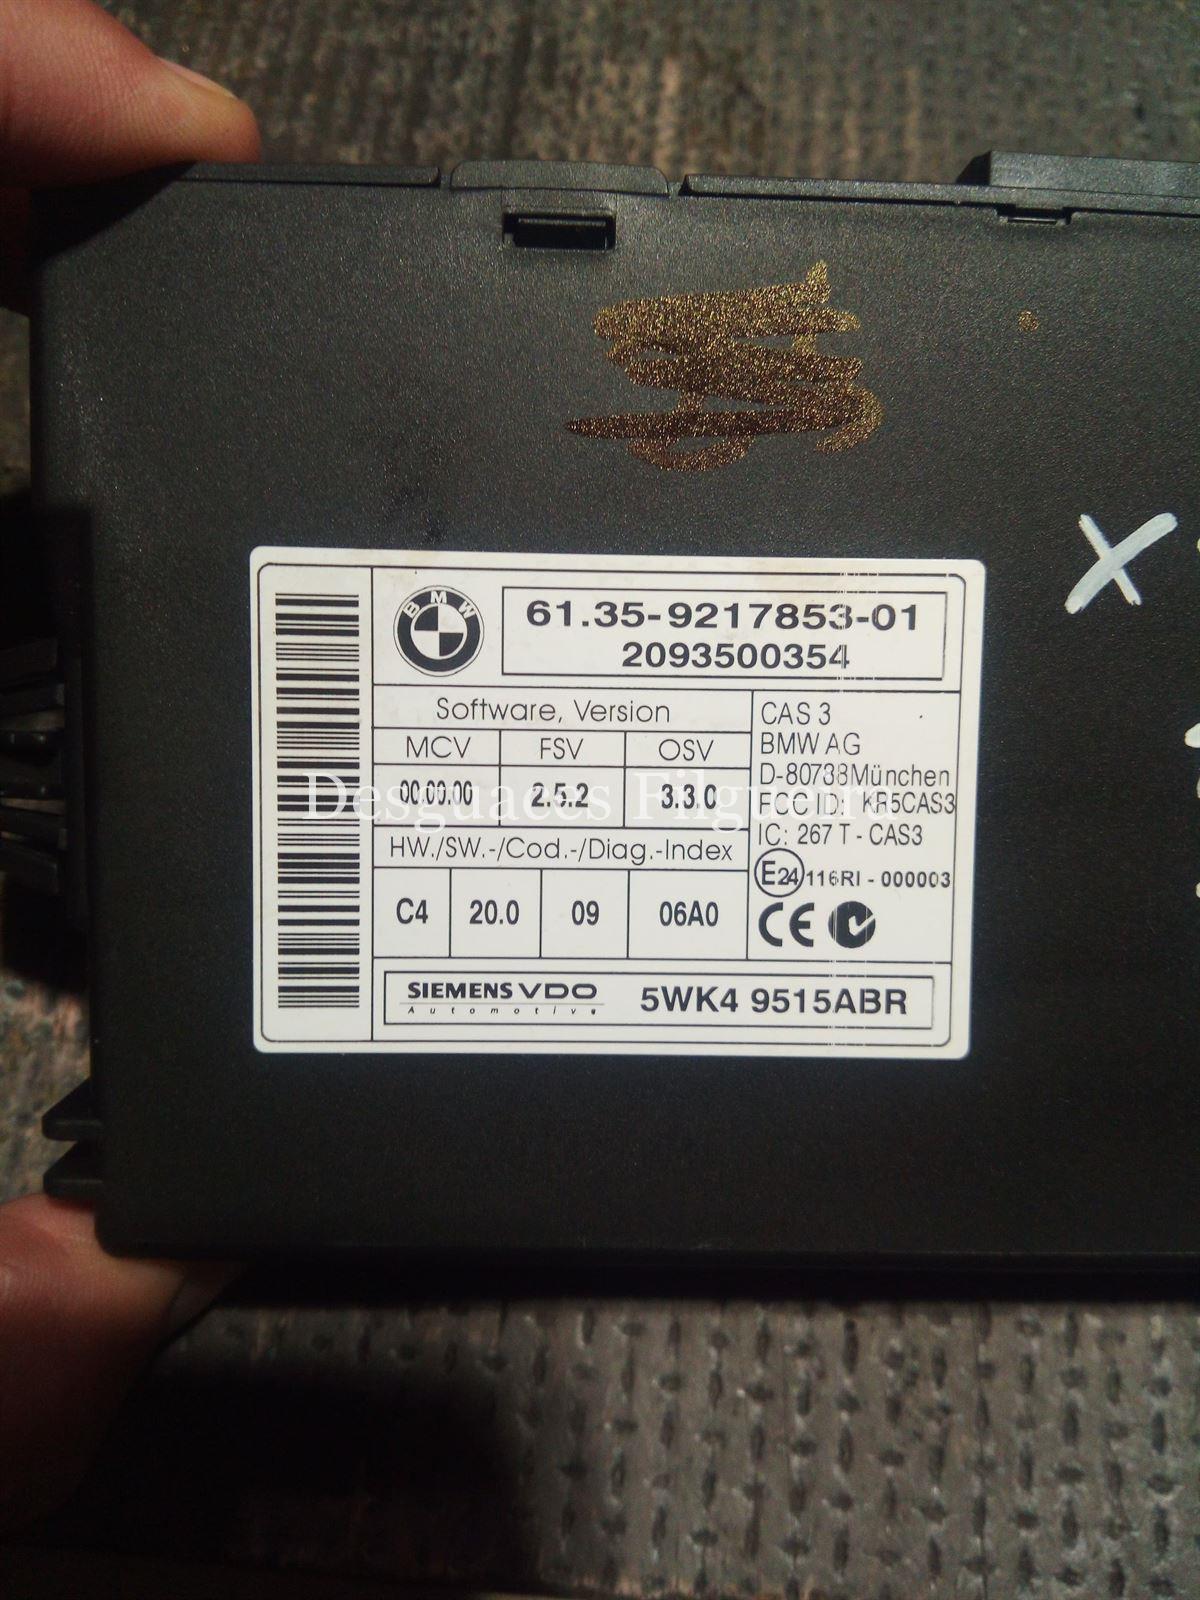 BMW
61.35-9217853-01
2093500354
Software, Version
MCV FSV OSV
00.00.00 2.5.2 3.3.0
HW./SW.-/Cod.-/Diag.-Index
C4 20.0 09 06A0
CAS 3
BMW AG
D-80788München
FCC ID: KR5CAS3
IC: 267 T - CAS3
E24 116RI - 000003
CE
SIEMENS VDO
Automotive
5WK4 9515ABR
X
Desguaces Filgueira